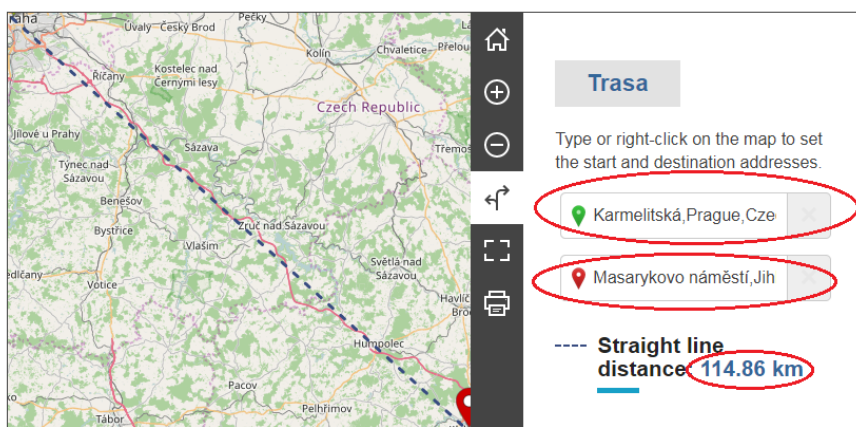 aha
Úvaly
Český Brod
Pečky
Kolín
Chvaletice
Přelou
Říčany
Kostelec nad
Černými lesy
Czech Republic
Jílové u Prahy
Sázava
Třemoš
Týnec nad
Sázavou
Benešov
Bystřice
Zruč nad Sázavou
Vlašim
Světlá nad
Sázavou
edlčany
Votice
Havlíč
Bro
Humpolec
ko
Pacov
Pelhřimov
Tábor
Trasa
Type or right-click on the map to set
the start and destination addresses.
Karmelitská,Prague,Cze
Masarykovo náměstí,Jih
Straight line
distance 114.86 km